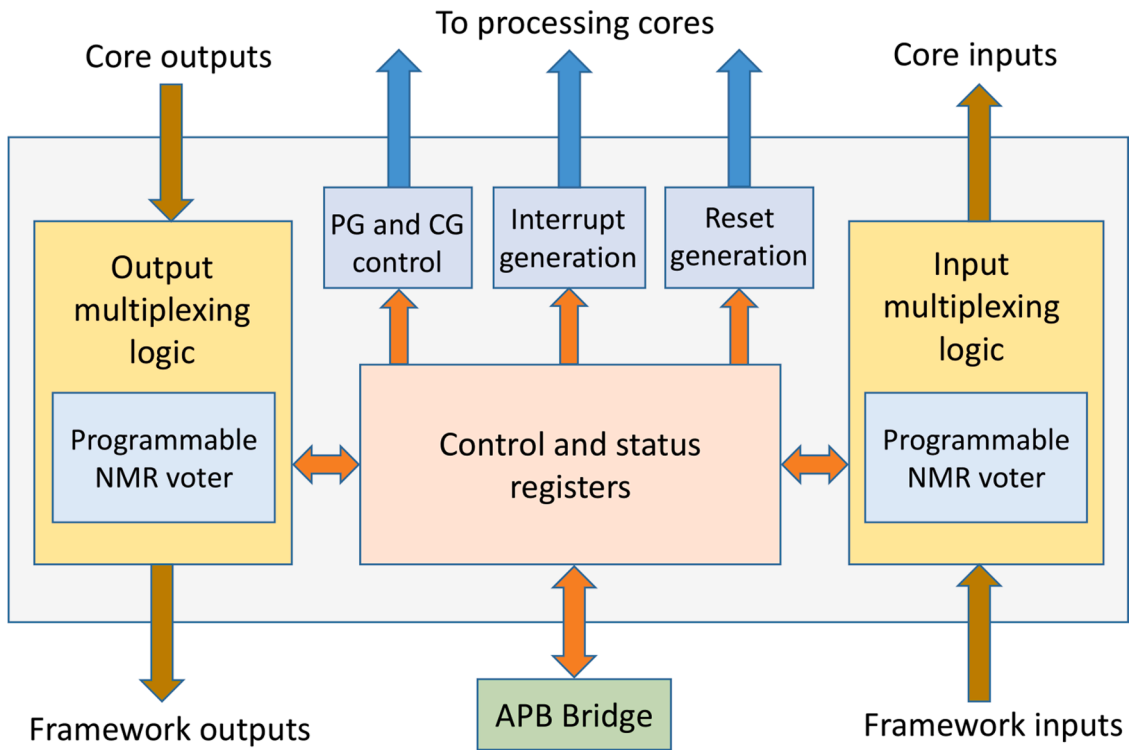 To processing cores
Core outputs
Core inputs
PG and CG
control
Interrupt
generation
Reset
generation
Output
multiplexing
logic
Input
multiplexing
logic
Programmable
NMR voter
Control and status
registers
Programmable
NMR voter
Framework outputs
APB Bridge
Framework inputs